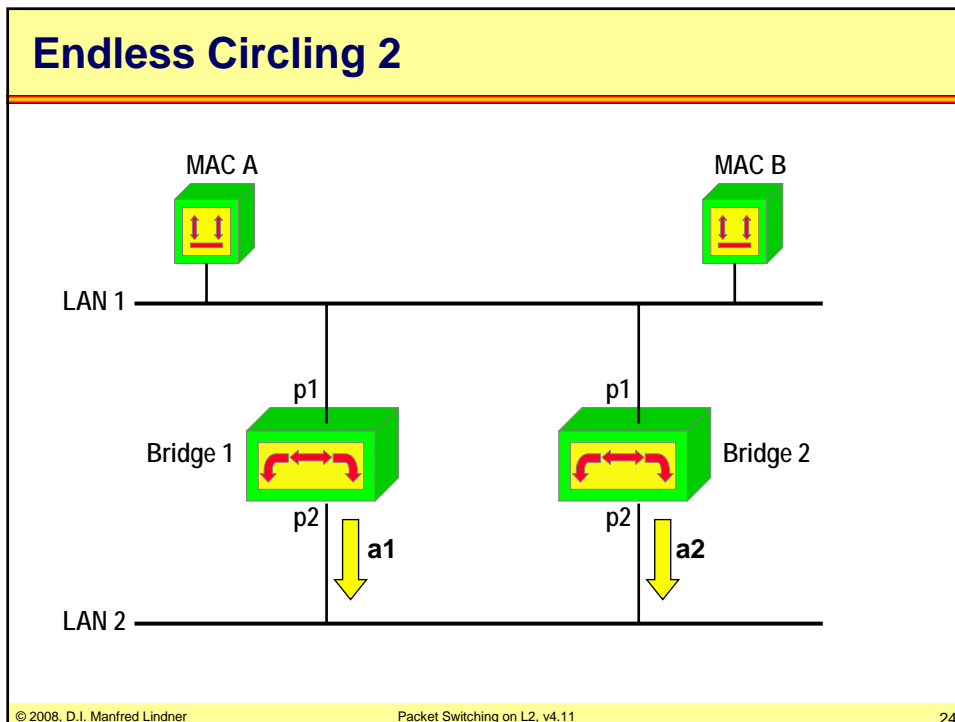 Endless Circling 2
MAC A
MAC B
LAN 1
p1
p1
Bridge 1
Bridge 2
p2
p2
a1
a2
LAN 2
© 2008, D.I. Manfred Lindner
Packet Switching on L2, v4.11
24